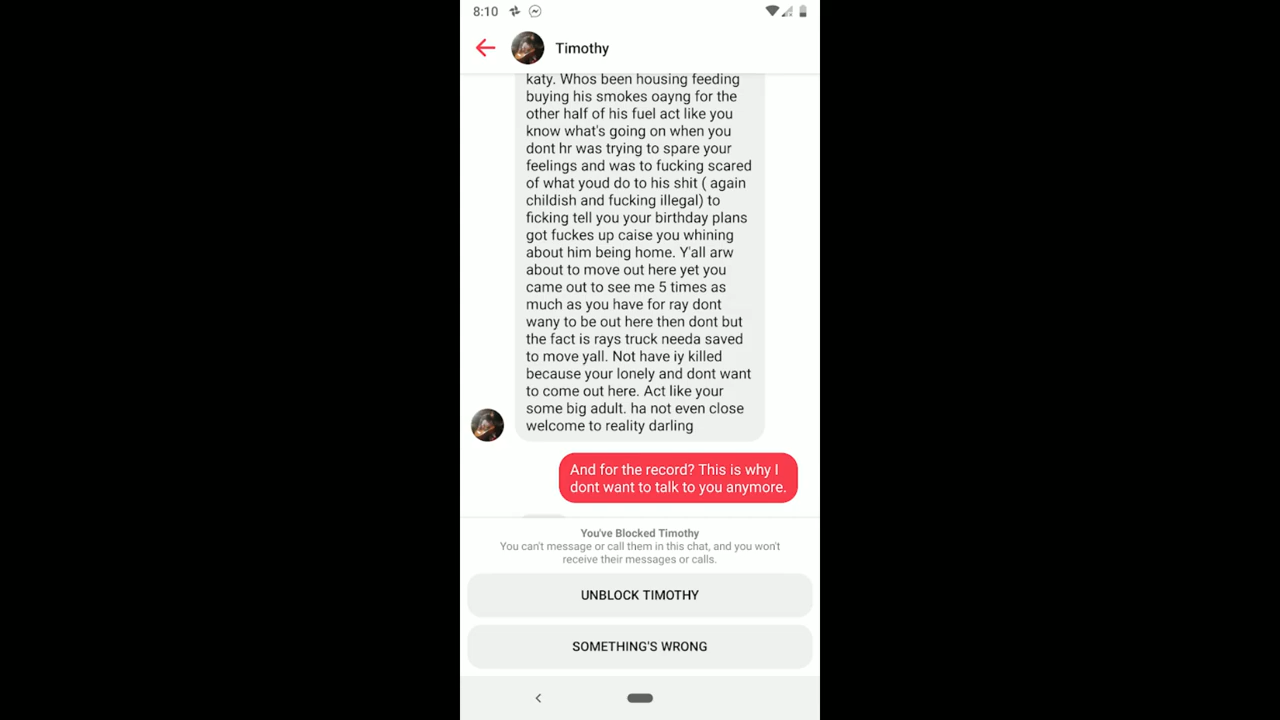 8:10
Timothy
katy. Whos been housing feeding
buying his smokes oayng for the
other half of his fuel act like you
know what's going on when you
dont hr was trying to spare your
feelings and was to fucking scared
of what youd do to his shit ( again
childish and fucking illegal) to
ficking tell you your birthday plans
got fuckes up caise you whining
about him being home. Y'all arw
about to move out here yet you
came out to see me 5 times as
much as you have for ray dont
wany to be out here then dont but
the fact is rays truck needa saved
to move yall. Not have iy killed
because your lonely and dont want
to come out here. Act like your
some big adult. ha not even close
welcome to reality darling
And for the record? This is why I
dont want to talk to you anymore.
You've Blocked Timothy
You can't message or call them in this chat, and you won't
receive their messages or calls.
UNBLOCK TIMOTHY
SOMETHING'S WRONG